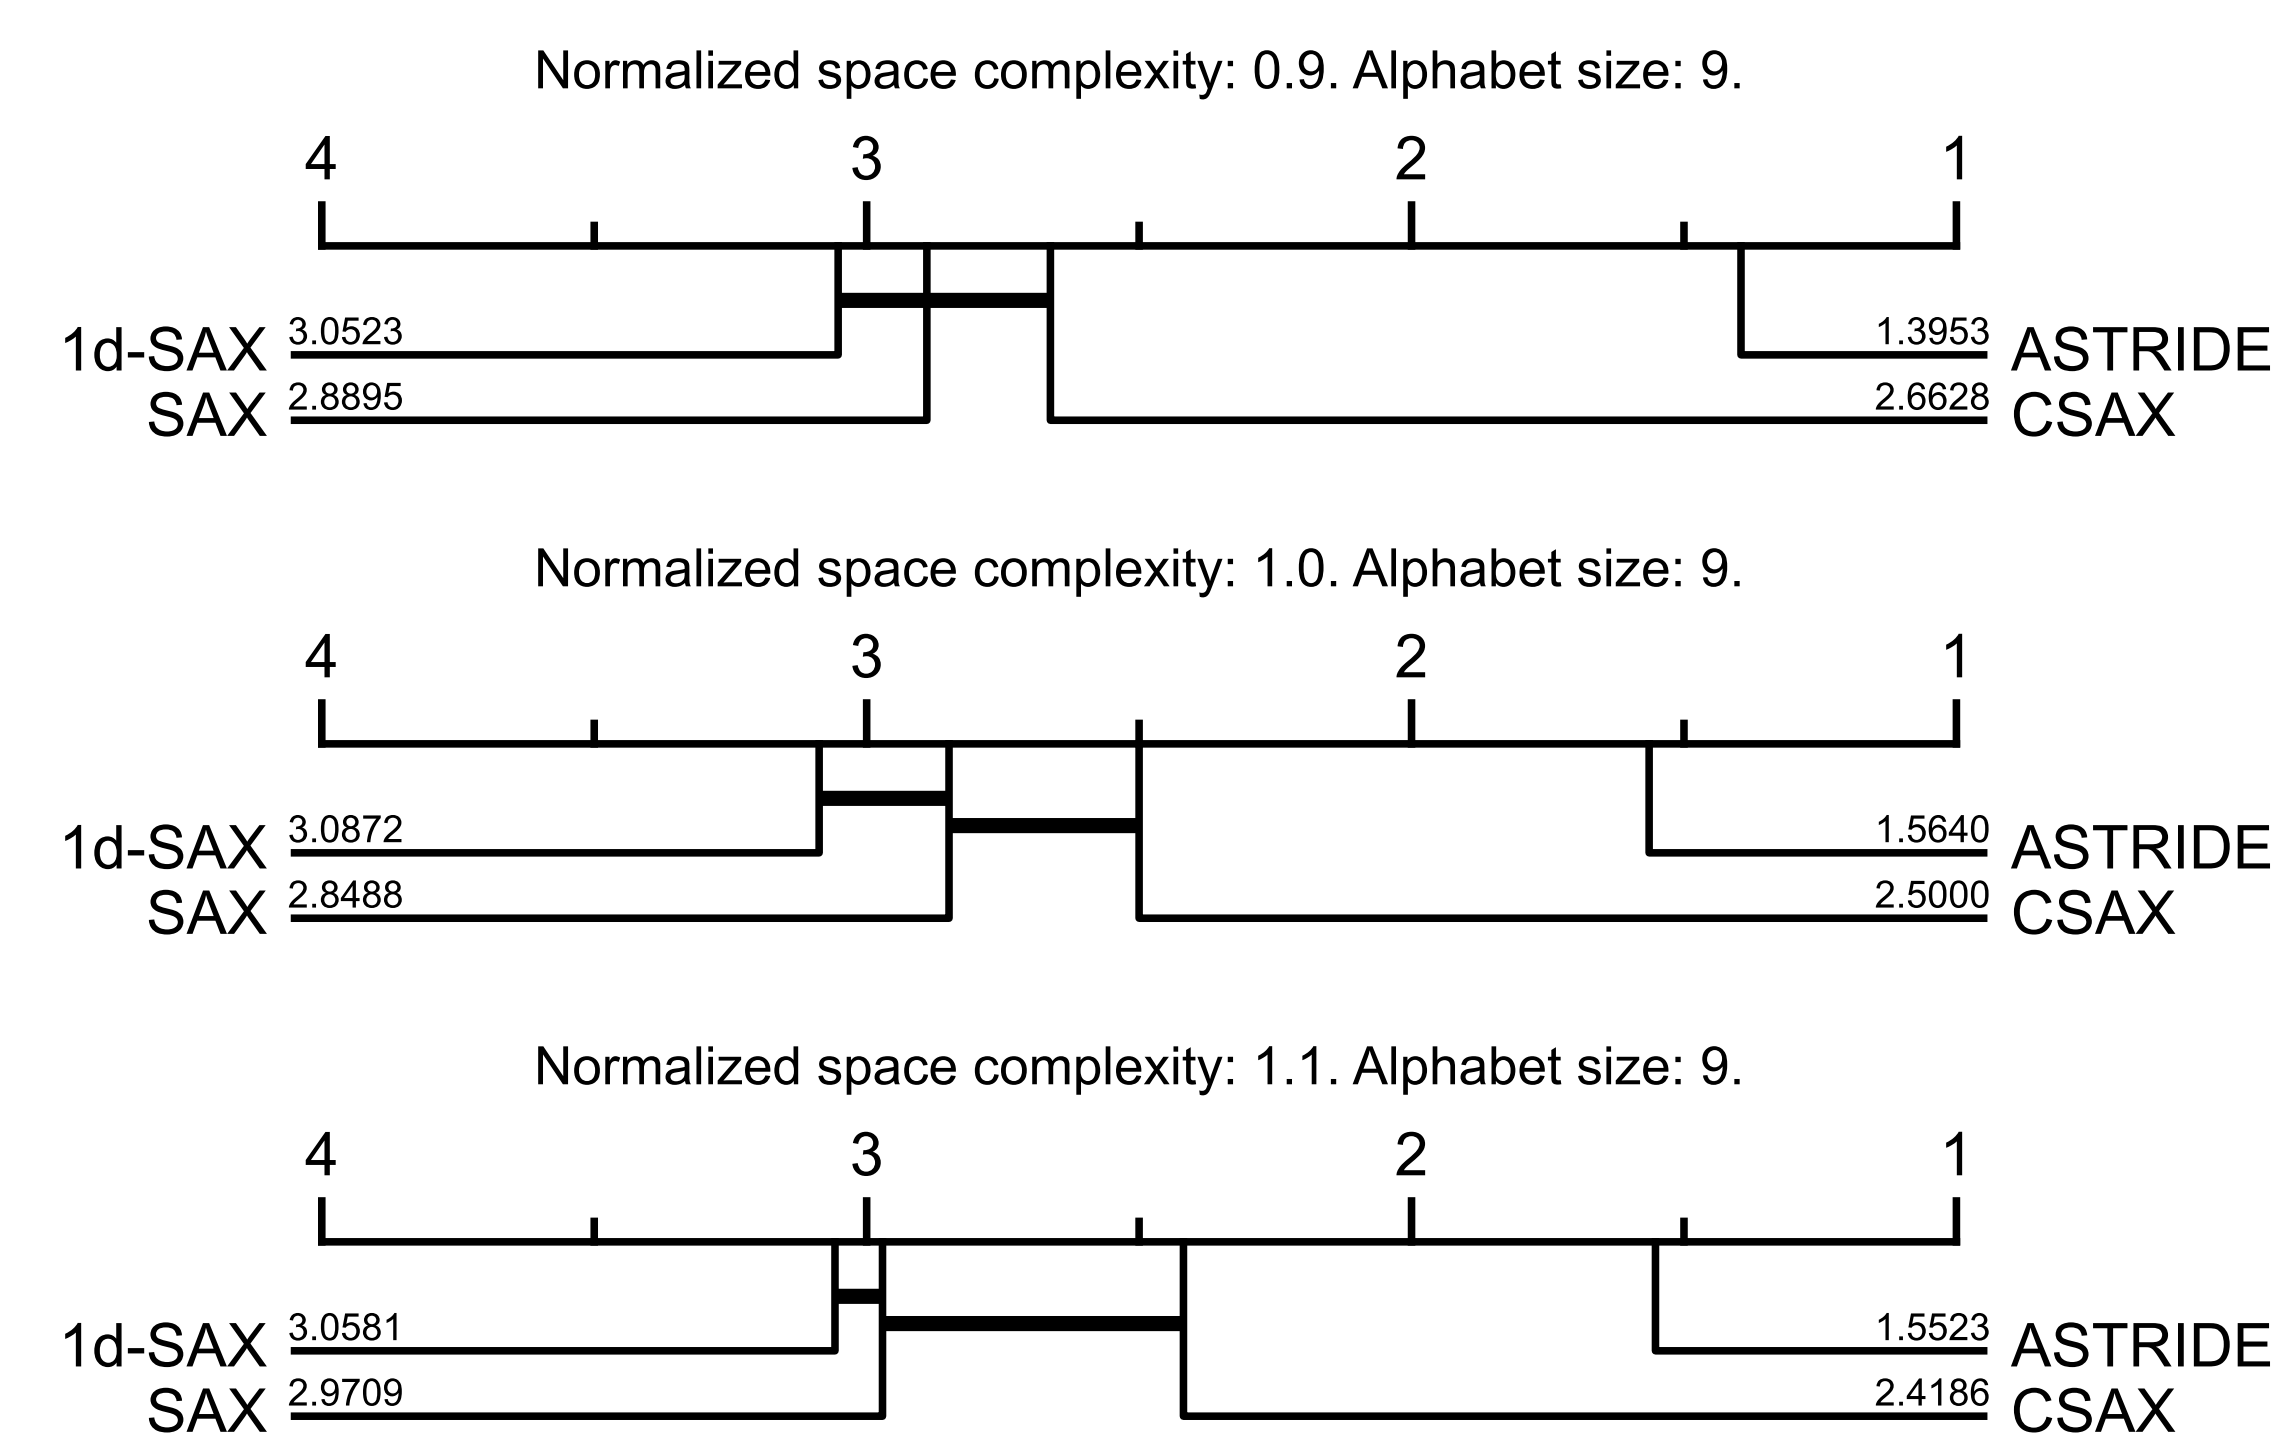 Normalized space complexity: 0.9. Alphabet size: 9.
4 3 2 1
1d-SAX 3.0523 1.3953 ASTRIDE
SAX 2.8895 2.6628 CSAX
Normalized space complexity: 1.0. Alphabet size: 9.
4 3 2 1
1d-SAX 3.0872 1.5640 ASTRIDE
SAX 2.8488 2.5000 CSAX
Normalized space complexity: 1.1. Alphabet size: 9.
4 3 2 1
1d-SAX 3.0581 1.5523 ASTRIDE
SAX 2.9709 2.4186 CSAX